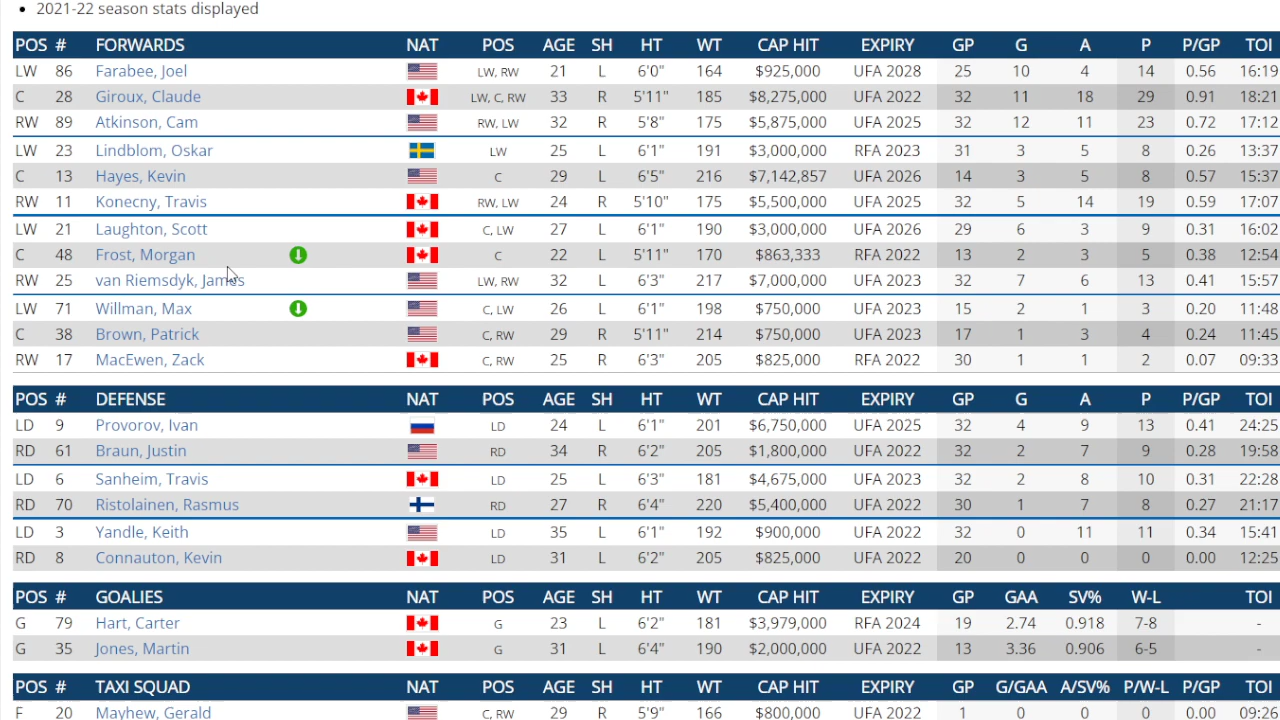 2021-22 season stats displayed
POS # FORWARDS NAT POS AGE SH HT WT CAP HIT EXPIRY GP G A P P/GP TOI
LW 86 Farabee, Joel LW, RW 21 L 6'0" 164 $925,000 UFA 2028 25 10 4 14 0.56 16:19
C 28 Giroux, Claude LW, C, RW 33 R 5'11" 185 $8,275,000 UFA 2022 32 11 18 29 0.91 18:21
RW 89 Atkinson, Cam RW, LW 32 R 5'8" 175 $5,875,000 UFA 2025 32 12 11 23 0.72 17:12
LW 23 Lindblom, Oskar LW 25 L 6'1" 191 $3,000,000 RFA 2023 31 3 5 8 0.26 13:37
C 13 Hayes, Kevin C 29 L 6'5" 216 $7,142,857 UFA 2026 14 3 5 8 0.57 15:37
RW 11 Konecny, Travis RW, LW 24 R 5'10" 175 $5,500,000 UFA 2025 32 5 14 19 0.59 17:07
LW 21 Laughton, Scott C, LW 27 L 6'1" 190 $3,000,000 UFA 2026 29 6 3 9 0.31 16:02
C 48 Frost, Morgan C 22 L 5'11" 170 $863,333 RFA 2022 13 2 3 5 0.38 12:54
RW 25 van Riemsdyk, James LW, RW 32 L 6'3" 217 $7,000,000 UFA 2023 32 7 6 13 0.41 15:57
LW 71 Willman, Max C, LW 26 L 6'1" 198 $750,000 UFA 2023 15 2 1 3 0.20 11:48
C 38 Brown, Patrick C, RW 29 R 5'11" 214 $750,000 UFA 2023 17 1 3 4 0.24 11:45
RW 17 MacEwen, Zack C, RW 25 R 6'3" 205 $825,000 RFA 2022 30 1 1 2 0.07 09:33
POS # DEFENSE NAT POS AGE SH HT WT CAP HIT EXPIRY GP G A P P/GP TOI
LD 9 Provorov, Ivan LD 24 L 6'1" 201 $6,750,000 UFA 2025 32 4 9 13 0.41 24:25
RD 61 Braun, Justin RD 34 R 6'2" 205 $1,800,000 UFA 2022 32 2 7 9 0.28 19:58
LD 6 Sanheim, Travis LD 25 L 6'3" 181 $4,675,000 UFA 2023 32 2 8 10 0.31 22:28
RD 70 Ristolainen, Rasmus RD 27 R 6'4" 220 $5,400,000 UFA 2022 30 1 7 8 0.27 21:17
LD 3 Yandle, Keith LD 35 L 6'1" 192 $900,000 UFA 2022 32 0 11 11 0.34 15:41
RD 8 Connauton, Kevin LD 31 L 6'2" 205 $825,000 UFA 2022 20 0 0 0 0.00 12:25
POS # GOALIES NAT POS AGE SH HT WT CAP HIT EXPIRY GP GAA SV% W-L TOI
G 79 Hart, Carter G 23 L 6'2" 181 $3,979,000 RFA 2024 19 2.74 0.918 7-8 -
G 35 Jones, Martin G 31 L 6'4" 190 $2,000,000 UFA 2022 13 3.36 0.906 6-5 -
POS # TAXI SQUAD NAT POS AGE SH HT WT CAP HIT EXPIRY GP G/GAA A/SV% P/W-L P/GP TOI
F 20 Mayhew, Gerald C, RW 29 R 5'9" 166 $800,000 UFA 2022 1 0 0 0 0.00 09:26